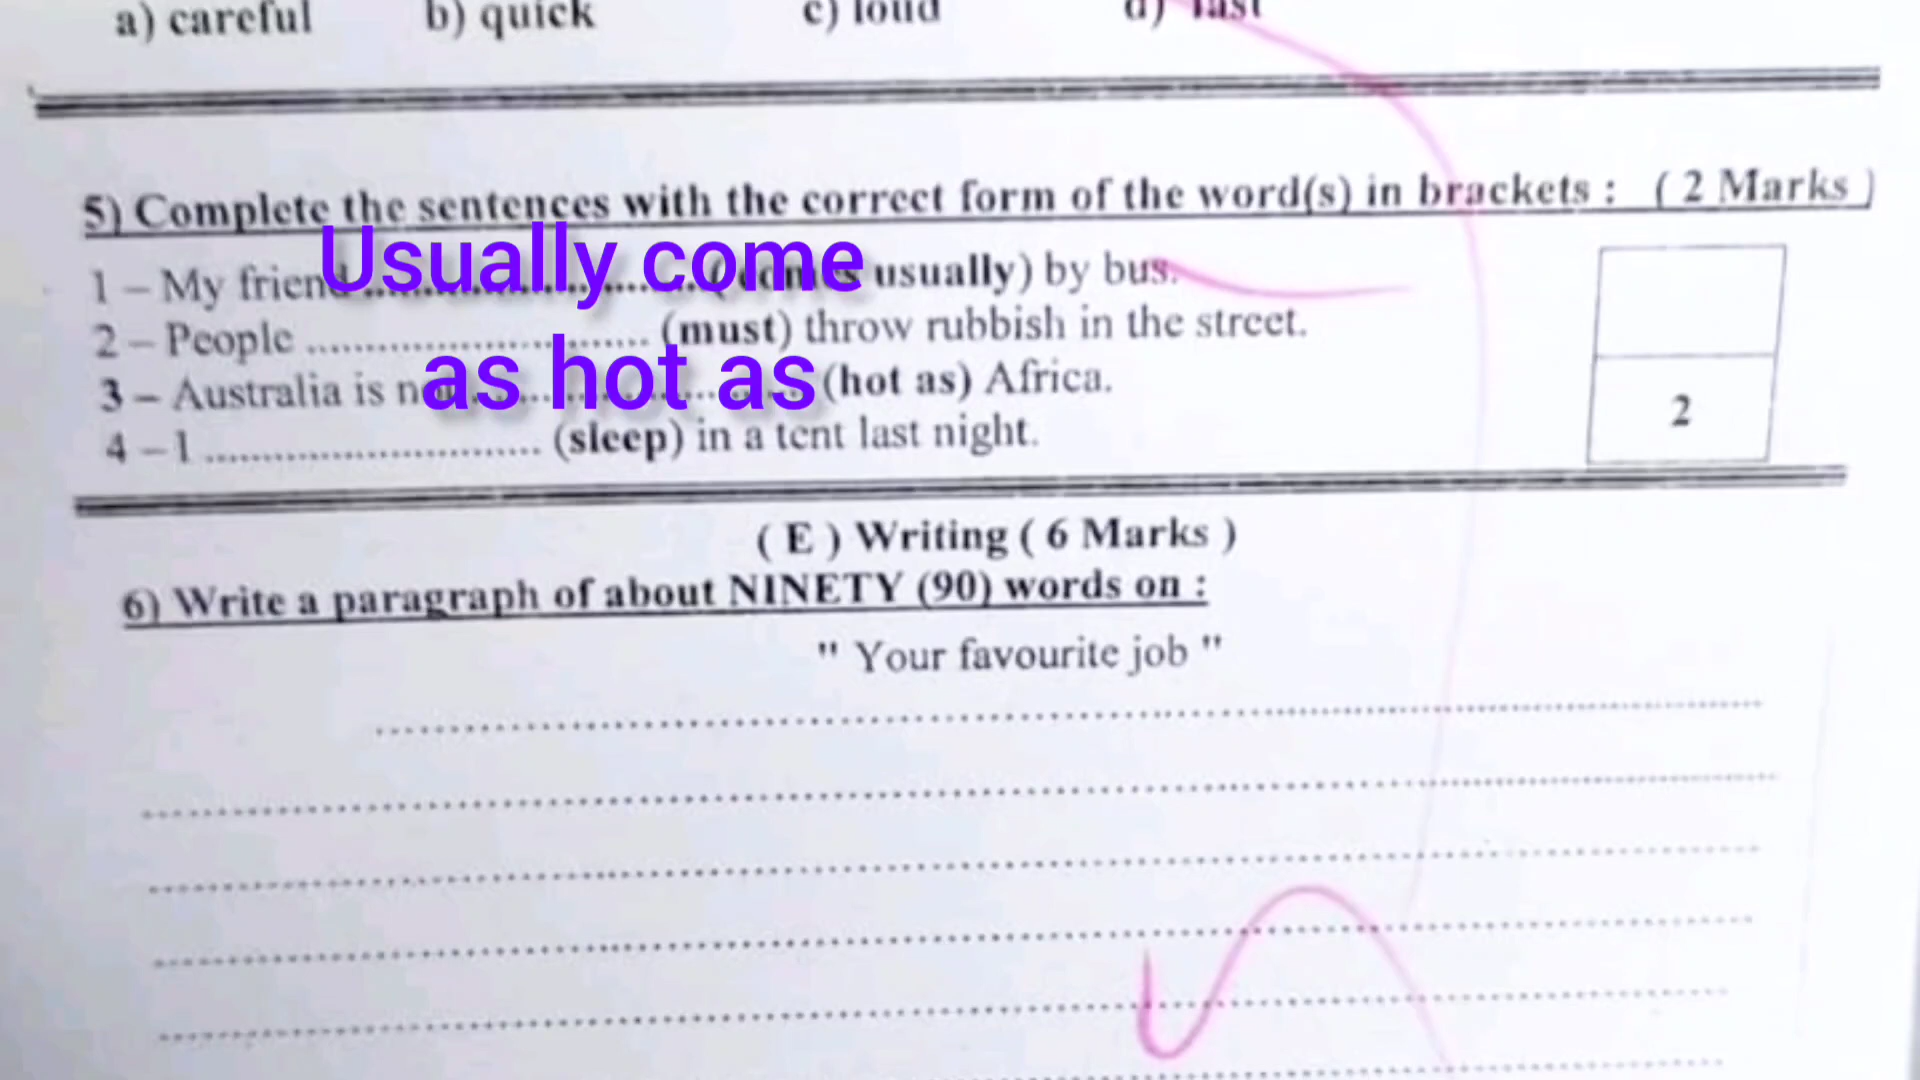 a) careful b) quick c) loud d) fast
5) Complete the sentences with the correct form of the word(s) in brackets : ( 2 Marks )
Usually come
1 – My friend ........................ ( usually) by bus.
2 – People ........................ (must) throw rubbish in the street.
as hot as
3 – Australia is ........................ (hot as) Africa.
4 – I ........................ (sleep) in a tent last night.
2
( E ) Writing ( 6 Marks )
6) Write a paragraph of about NINETY (90) words on :
" Your favourite job "